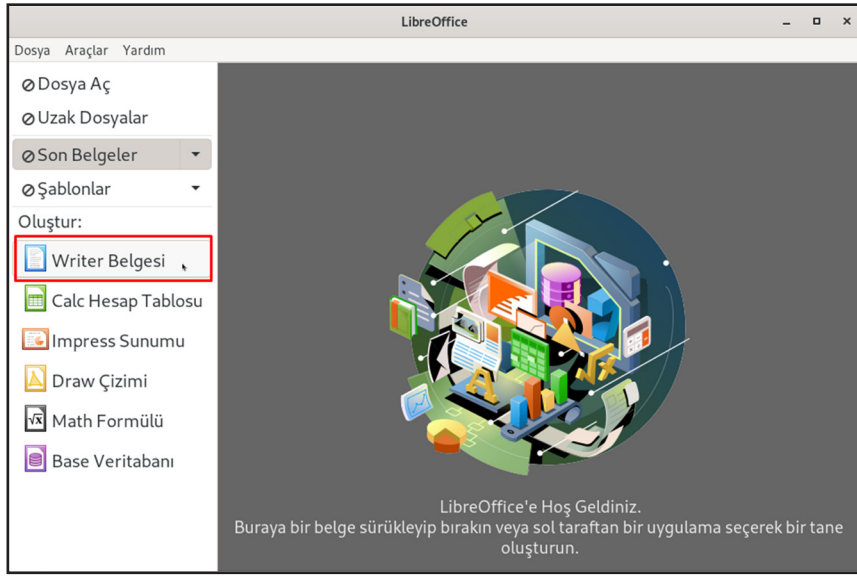 LibreOffice
Dosya Araçlar Yardım
Dosya Aç
Uzak Dosyalar
Son Belgeler
Şablonlar
Oluştur:
Writer Belgesi
Calc Hesap Tablosu
Impress Sunumu
Draw Çizimi
Math Formülü
Base Veritabanı
LibreOffice'e Hoş Geldiniz.
Buraya bir belge sürükleyip bırakın veya sol taraftan bir uygulama seçerek bir tane
oluşturun.